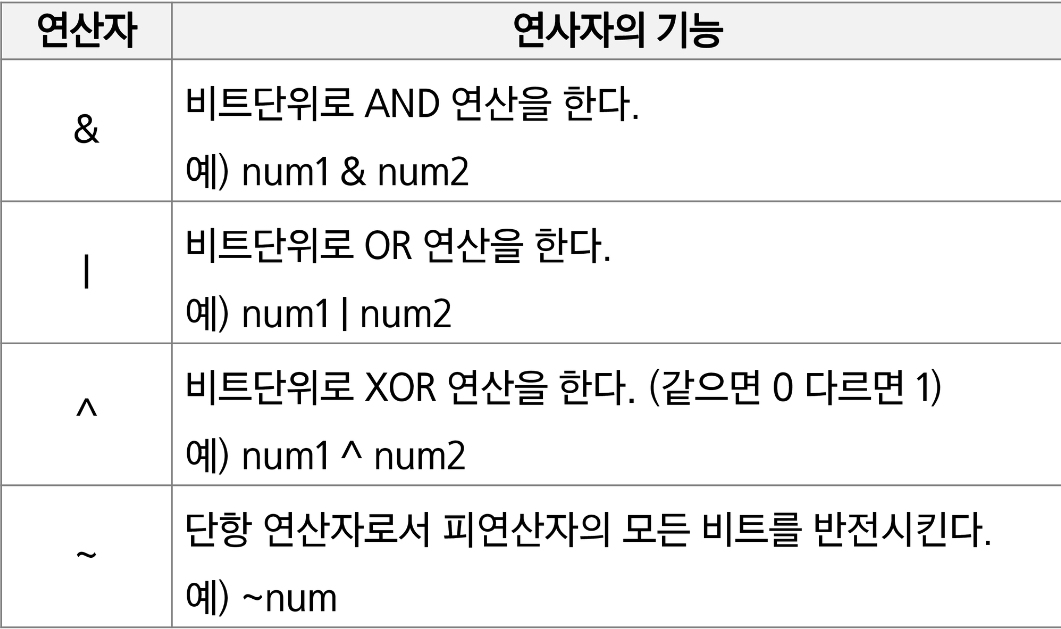 연산자 연사자의 기능
&
비트단위로 AND 연산을 한다.
예) num1 & num2
|
비트단위로 OR 연산을 한다.
예) num1 | num2
^
비트단위로 XOR 연산을 한다. (같으면 0 다르면 1)
예) num1 ^ num2
~
단항 연산자로서 피연산자의 모든 비트를 반전시킨다.
예) ~num